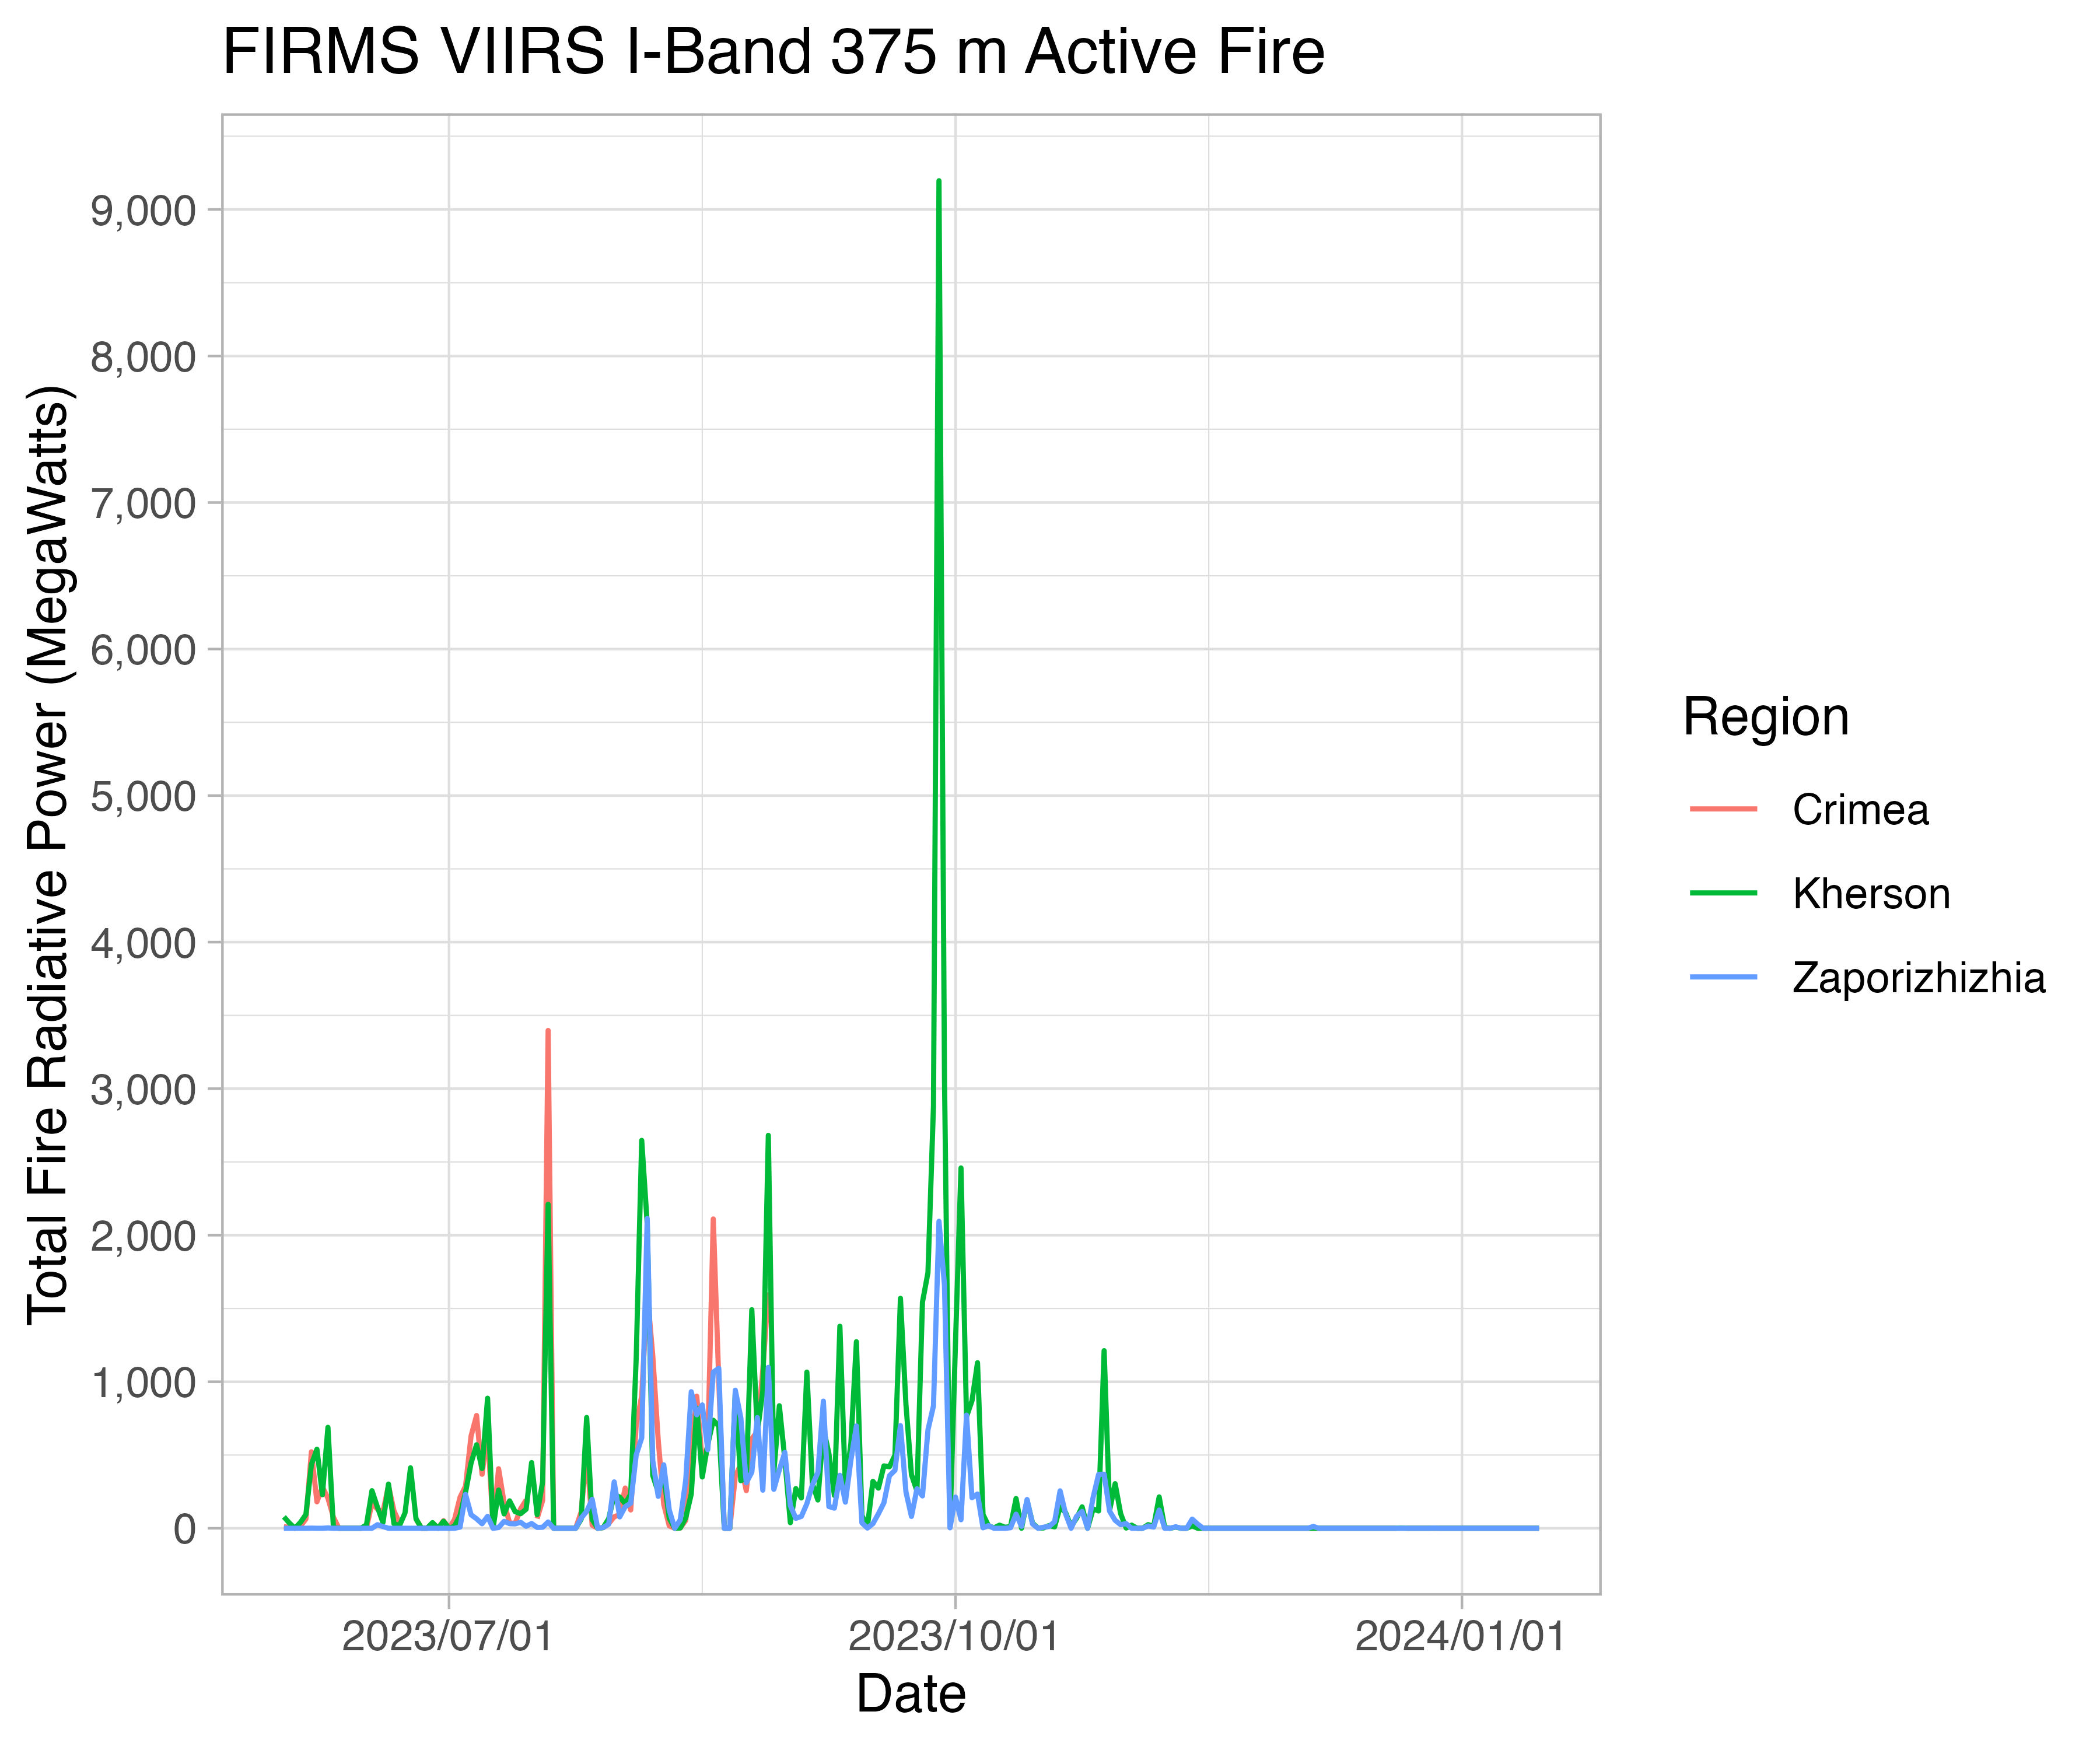 FIRMS VIIRS I-Band 375 m Active Fire
Total Fire Radiative Power (MegaWatts)
9,000
8,000
7,000
6,000
5,000
4,000
3,000
2,000
1,000
0
2023/07/01
2023/10/01
2024/01/01
Date
Region
Crimea
Kherson
Zaporizhizhia